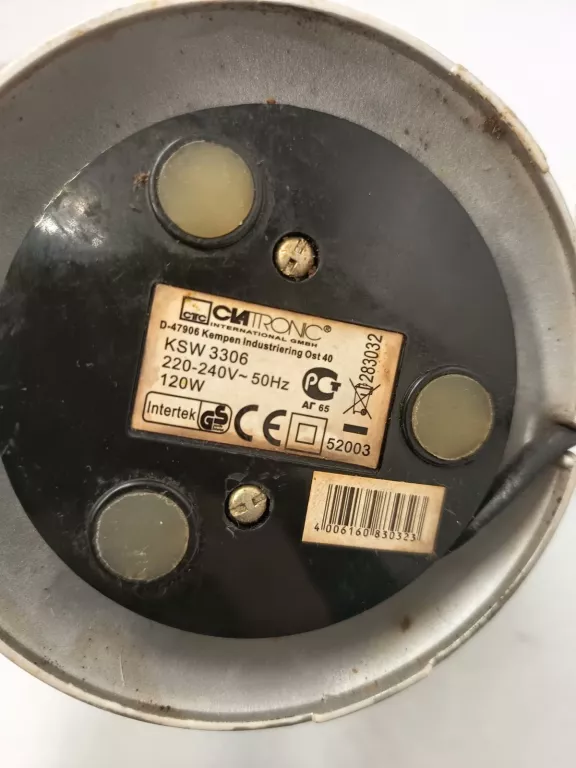 CTC CLATRONIC®
INTERNATIONAL GMBH
D-47906 Kempen Industriering Ost 40
KSW 3306
220-240V~ 50Hz
120W
РСТ
АГ 65
283032
Intertek GS CE 52003
4 006160 830323